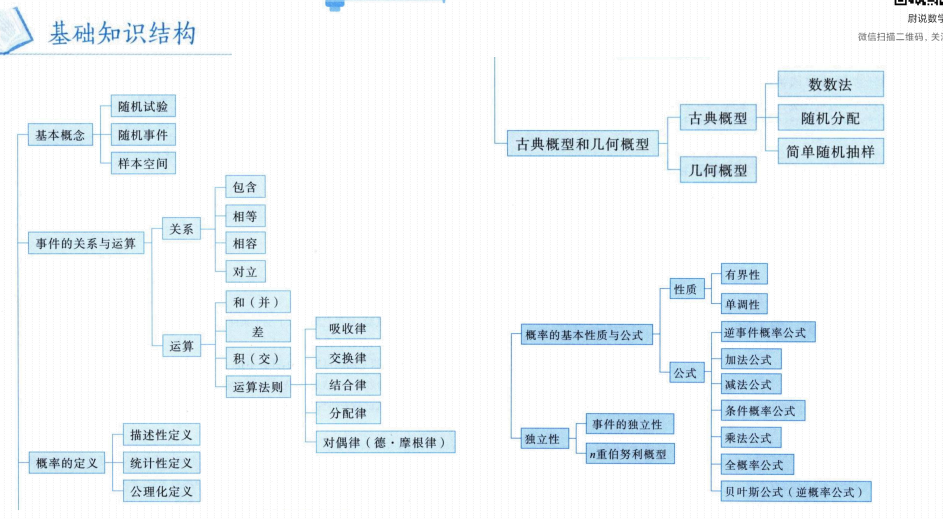 基础知识结构
尉说数学
微信扫描二维码，关注
基本概念
随机试验
随机事件
样本空间
事件的关系与运算
关系
包含
相等
相容
对立
运算
和（并）
差
积（交）
运算法则
吸收律
交换律
结合律
分配律
对偶律（德·摩根律）
概率的定义
描述性定义
统计性定义
公理化定义
古典概型和几何概型
古典概型
数数法
随机分配
简单随机抽样
几何概型
概率的基本性质与公式
性质
有界性
单调性
公式
逆事件概率公式
加法公式
减法公式
条件概率公式
乘法公式
全概率公式
贝叶斯公式（逆概率公式）
独立性
事件的独立性
n重伯努利概型